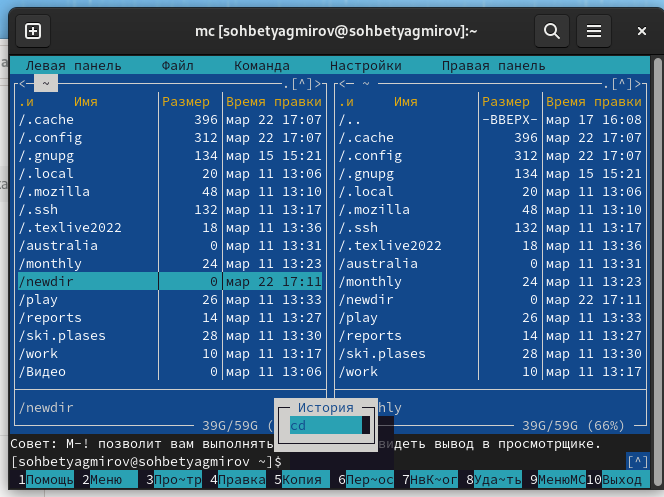 mc [sohbetyagmirov@sohbetyagmirov]:~
Левая панель Файл Команда Настройки Правая панель
<— ~ .[^]> <— ~ .[^]>
.и Имя Размер Время правки .и Имя Размер Время правки
/.cache 396 мар 22 17:07 /.. -ВВЕРХ- мар 17 16:08
/.config 312 мар 22 17:07 /.cache 396 мар 22 17:07
/.gnupg 134 мар 15 15:21 /.config 312 мар 22 17:07
/.local 20 мар 11 13:06 /.gnupg 134 мар 15 15:21
/.mozilla 48 мар 11 13:10 /.local 20 мар 11 13:06
/.ssh 132 мар 11 13:17 /.mozilla 48 мар 11 13:10
/.texlive2022 18 мар 11 13:36 /.ssh 132 мар 11 13:17
/australia 0 мар 11 13:31 /.texlive2022 18 мар 11 13:36
/monthly 24 мар 11 13:23 /australia 0 мар 11 13:31
/newdir 0 мар 22 17:11 /monthly 24 мар 11 13:23
/play 26 мар 11 13:33 /newdir 0 мар 22 17:11
/reports 14 мар 11 13:27 /play 26 мар 11 13:33
/ski.plases 28 мар 11 13:30 /reports 14 мар 11 13:27
/work 10 мар 11 13:17 /ski.plases 28 мар 11 13:30
/Видео 0 мар 11 13:06 /work 10 мар 11 13:17
/newdir История hly
39G/59G ( cd 39G/59G (66%)
Совет: M-! позволит вам выполнять видеть вывод в просмотрщике.
[sohbetyagmirov@sohbetyagmirov ~]$ [^]
1Помощь 2Меню 3Про~тр 4Правка 5Копия 6Пер~ос 7НвК~ог 8Уда~ть 9МенюMC 10Выход